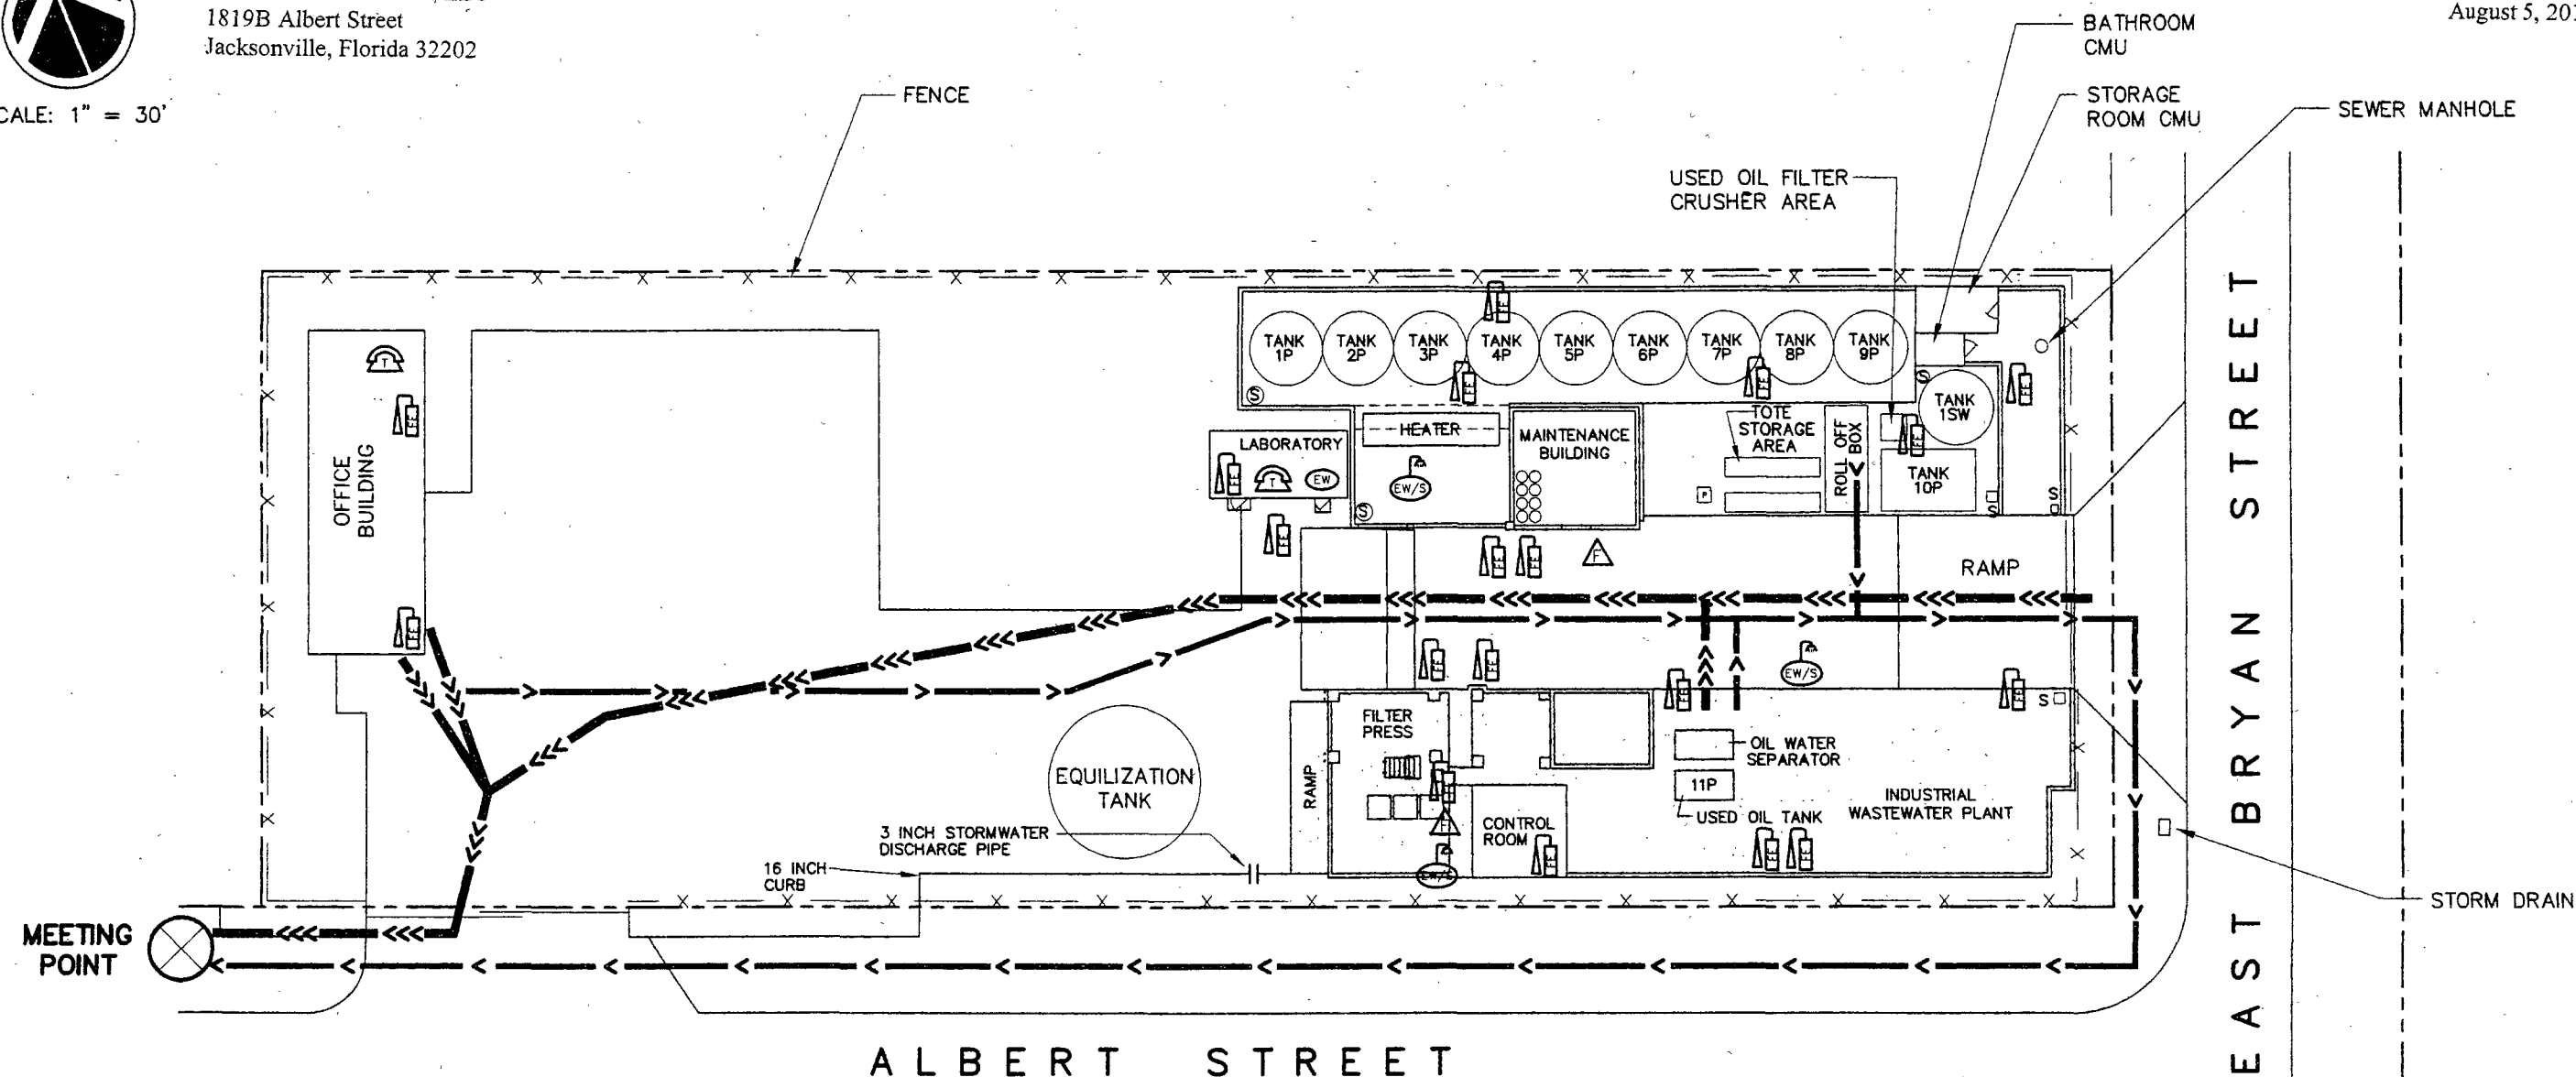 1819B Albert Street
Jacksonville, Florida 32202
August 5, 201
SCALE: 1" = 30'
BATHROOM
CMU
FENCE
STORAGE
ROOM CMU
SEWER MANHOLE
USED OIL FILTER
CRUSHER AREA
TANK
1P
TANK
2P
TANK
3P
TANK
4P
TANK
5P
TANK
6P
TANK
7P
TANK
8P
TANK
9P
TANK
1SW
TANK
10P
T
FE
OFFICE
BUILDING
LABORATORY
EW
HEATER
EW/S
MAINTENANCE
BUILDING
TOTE
STORAGE
AREA
P
ROLL OFF
BOX
S
F
RAMP
EAST BRYAN STREET
FILTER
PRESS
RAMP
EQUILIZATION
TANK
OIL WATER
SEPARATOR
11P
USED OIL TANK
INDUSTRIAL
WASTEWATER PLANT
CONTROL
ROOM
EW/S
3 INCH STORMWATER
DISCHARGE PIPE
16 INCH
CURB
STORM DRAIN
MEETING
POINT
ALBERT STREET